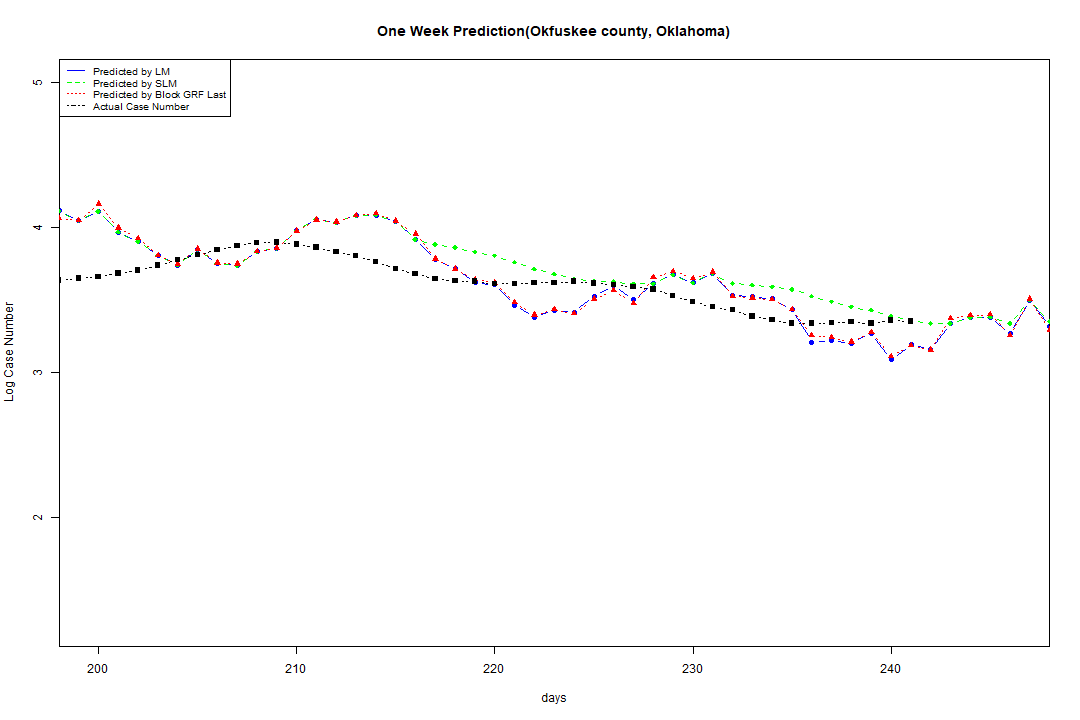 One Week Prediction(Okfuskee county, Oklahoma)
Predicted by LM
Predicted by SLM
Predicted by Block GRF Last
Actual Case Number
5
4
3
2
Log Case Number
200 210 220 230 240
days